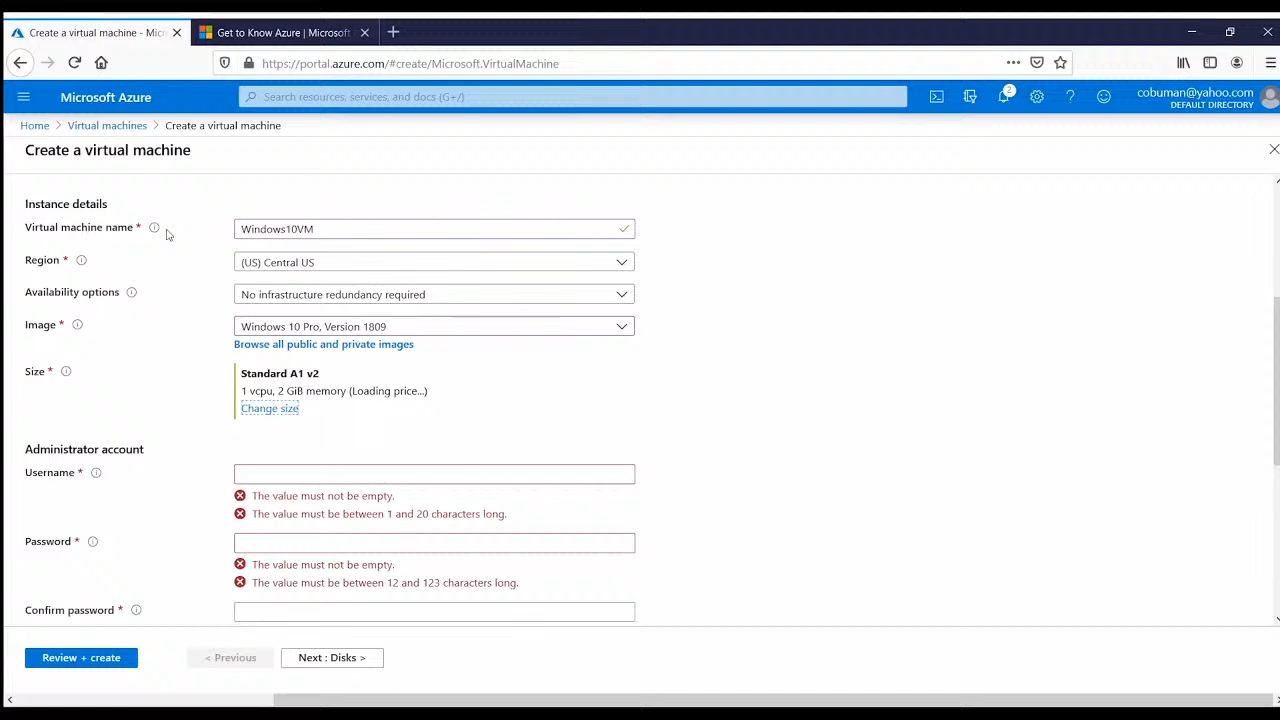 Create a virtual machine - Micr
Get to Know Azure | Microsoft
https://portal.azure.com/#create/Microsoft.VirtualMachine
Microsoft Azure
Search resources, services, and docs (G+/)
2
cobuman@yahoo.com
DEFAULT DIRECTORY
Home > Virtual machines > Create a virtual machine
Create a virtual machine
Instance details
Virtual machine name *
Windows10VM
Region *
(US) Central US
Availability options
No infrastructure redundancy required
Image *
Windows 10 Pro, Version 1809
Browse all public and private images
Size *
Standard A1 v2
1 vcpu, 2 GiB memory (Loading price...)
Change size
Administrator account
Username *
The value must not be empty.
The value must be between 1 and 20 characters long.
Password *
The value must not be empty.
The value must be between 12 and 123 characters long.
Confirm password *
Review + create
< Previous
Next : Disks >